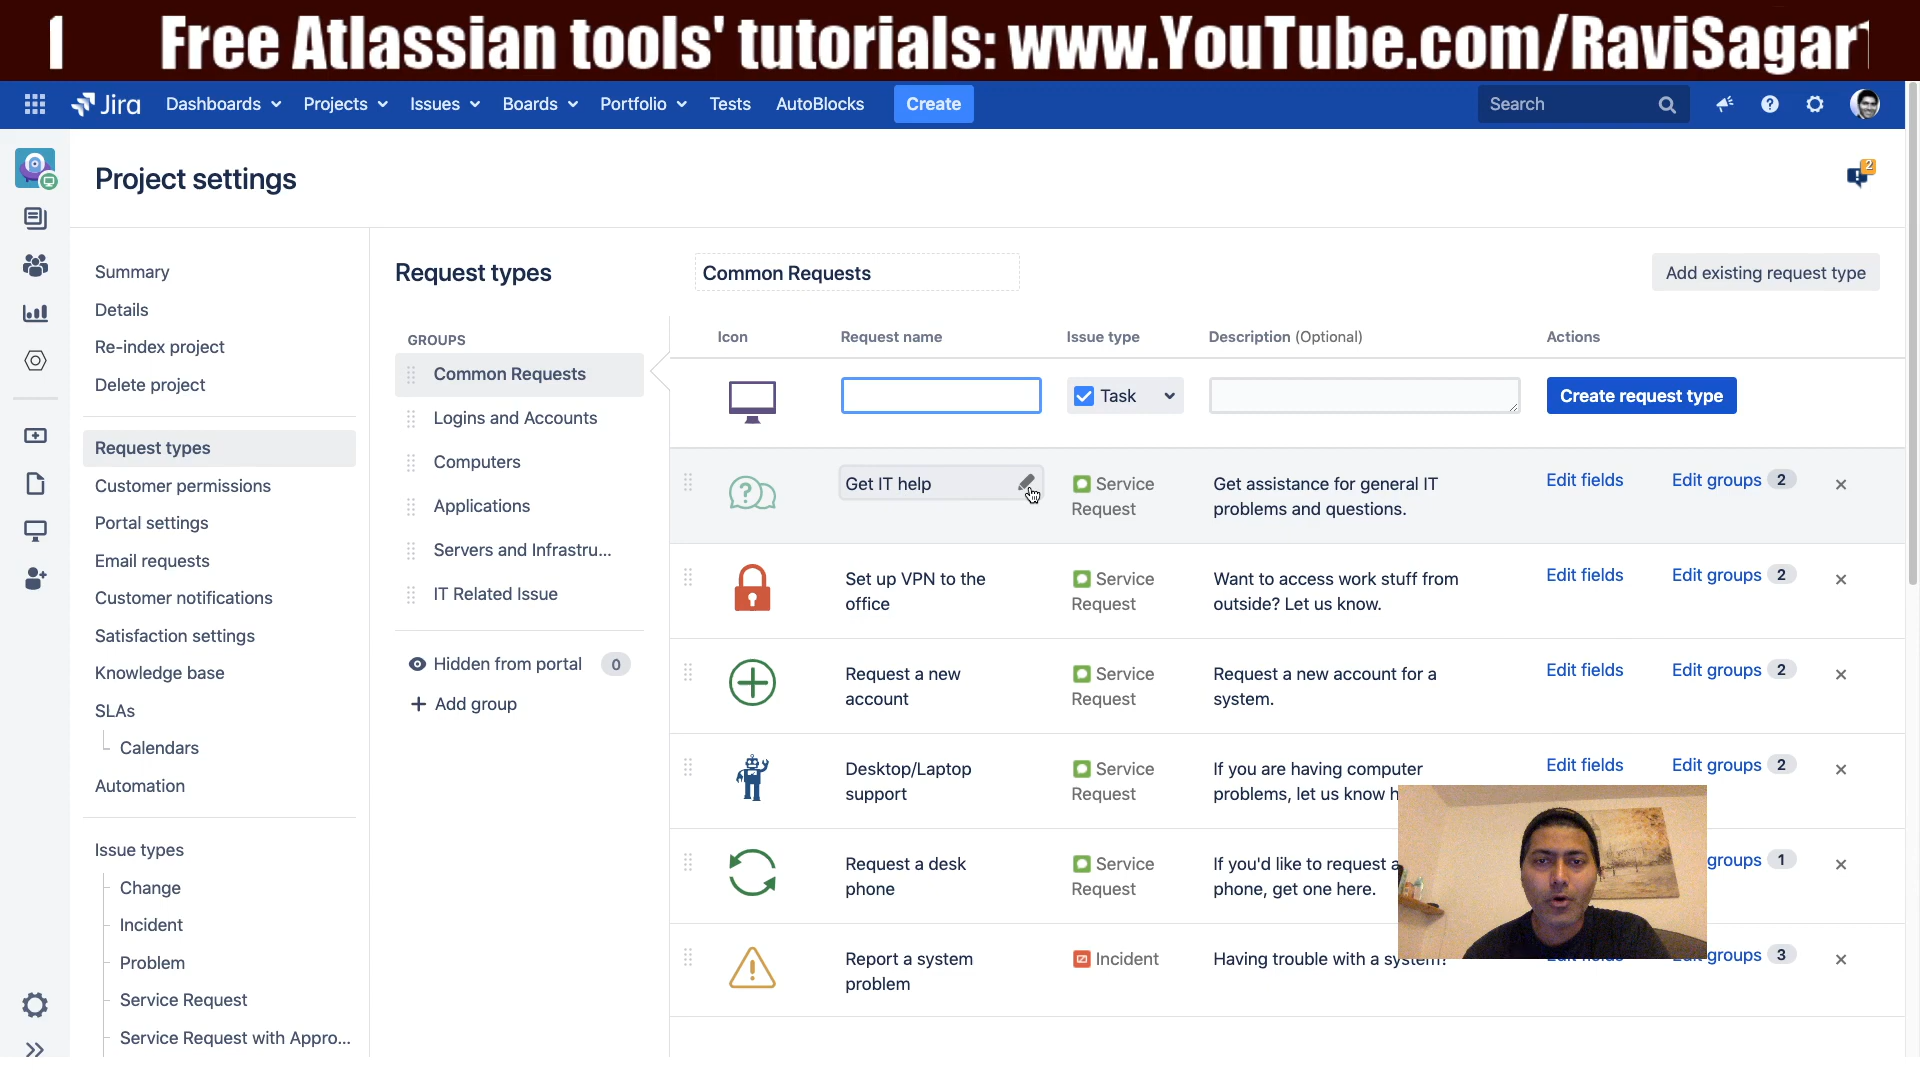 Free Atlassian tools' tutorials: www.YouTube.com/RaviSagar
Jira Dashboards Projects Issues Boards Portfolio Tests AutoBlocks Create Search
2
Project settings
Summary
Details
Re-index project
Delete project
Request types
Customer permissions
Portal settings
Email requests
Customer notifications
Satisfaction settings
Knowledge base
SLAs
Calendars
Automation
Issue types
Change
Incident
Problem
Service Request
Service Request with Appro...
Request types
GROUPS
Common Requests
Logins and Accounts
Computers
Applications
Servers and Infrastru...
IT Related Issue
Hidden from portal 0
+ Add group
Common Requests
Add existing request type
Icon Request name Issue type Description (Optional) Actions
Task Create request type
Get IT help Service Get assistance for general IT Edit fields Edit groups 2
Request problems and questions.
Set up VPN to the Service Want to access work stuff from Edit fields Edit groups 2
office Request outside? Let us know.
Request a new Service Request a new account for a Edit fields Edit groups 2
account Request system.
Desktop/Laptop Service If you are having computer Edit fields Edit groups 2
support Request problems, let us know
Request a desk Service If you'd like to request a groups 1
phone Request phone, get one here.
Report a system Incident Having trouble with a system? groups 3
problem